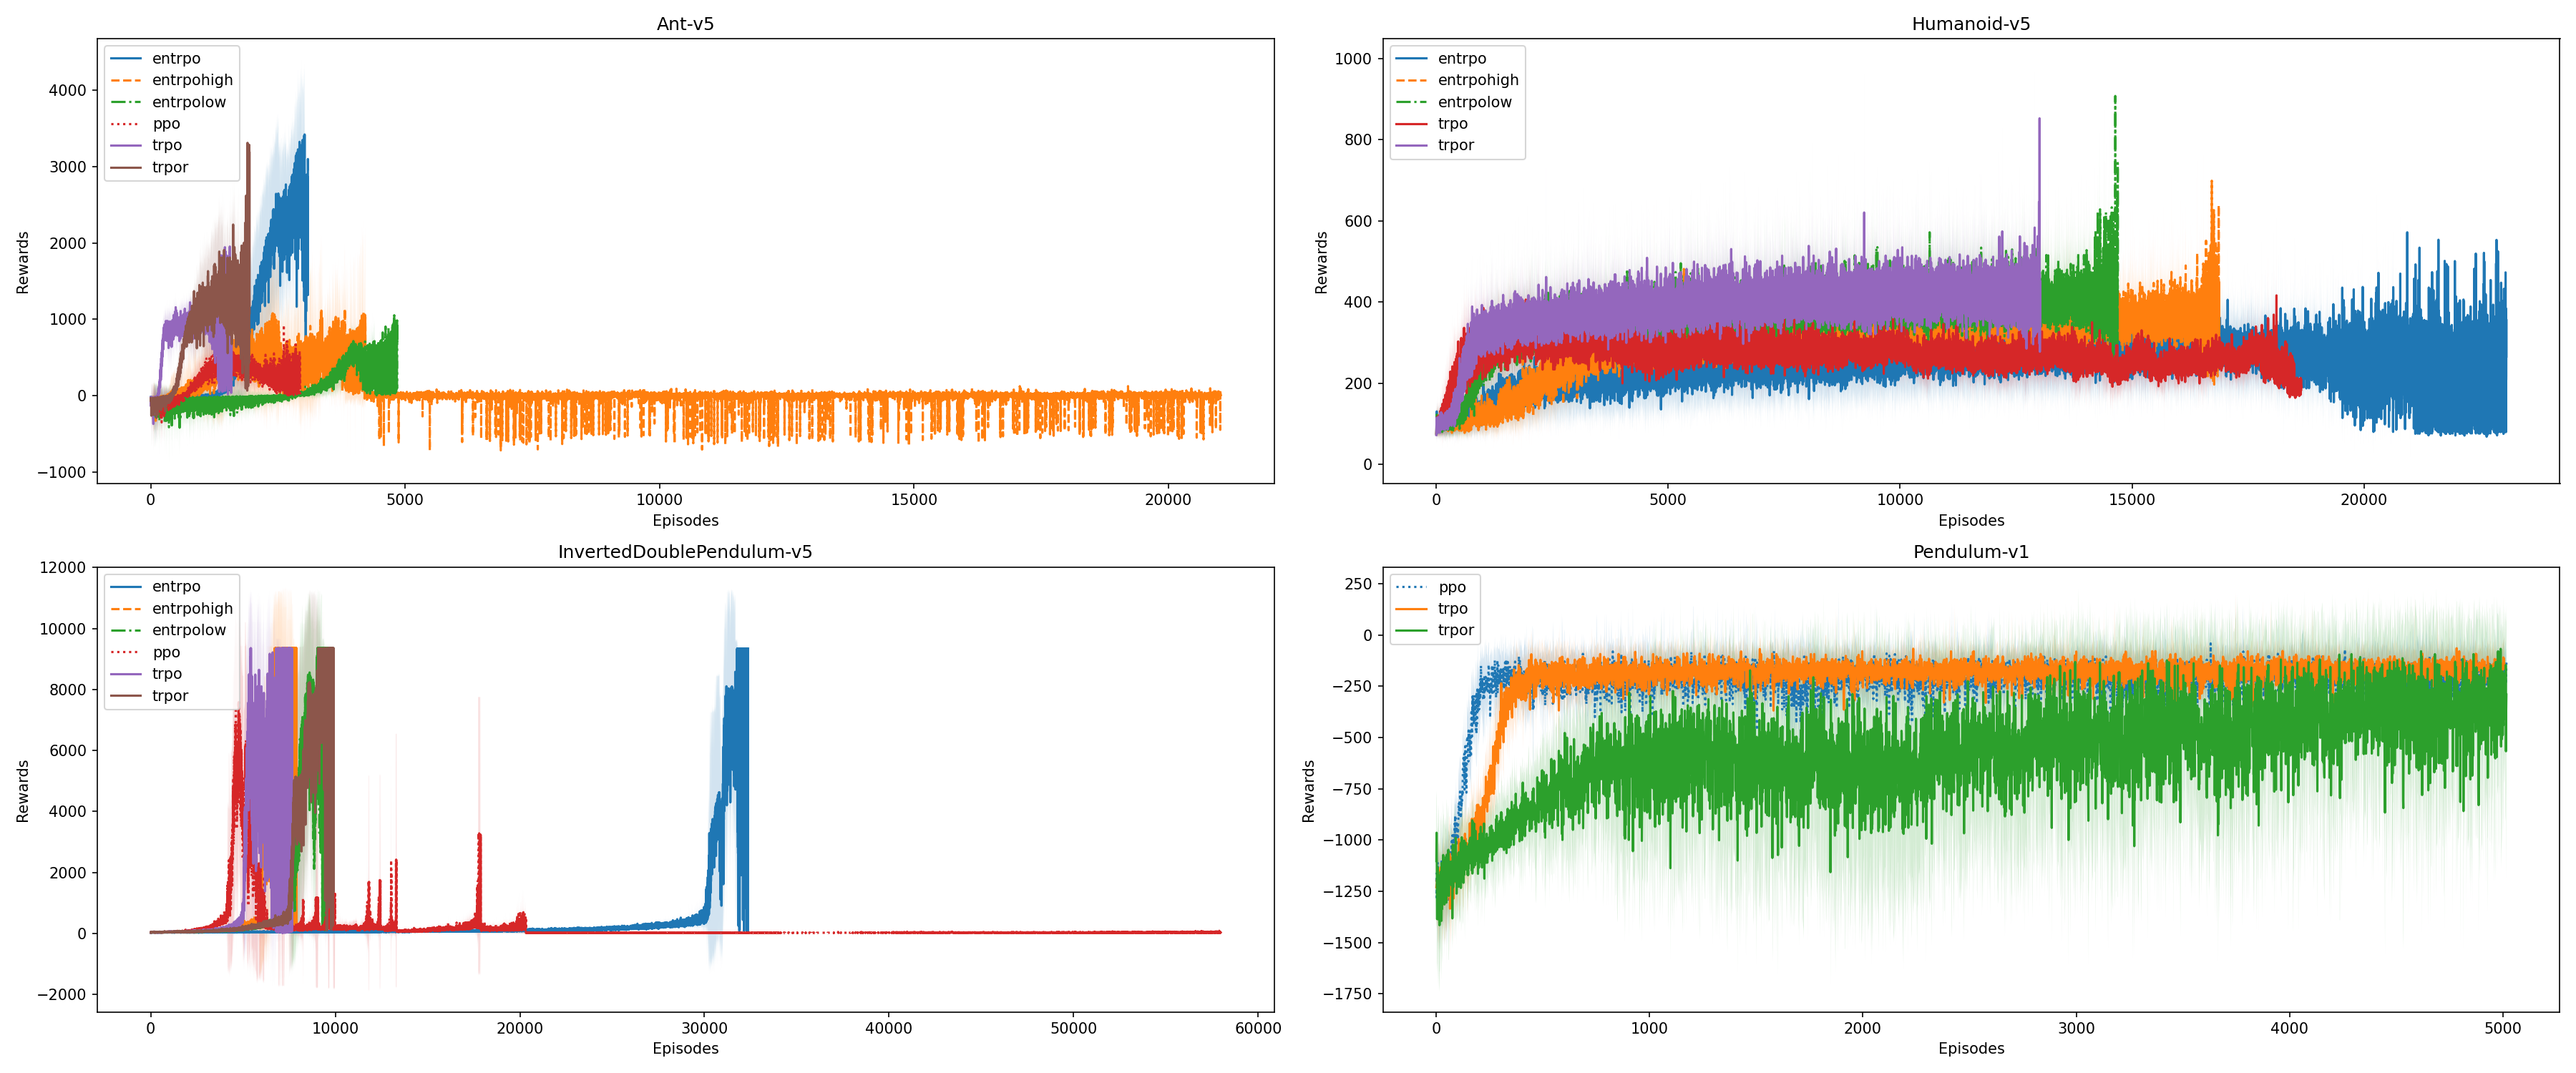 Ant-v5
entrpo
entrpohigh
entrpolow
ppo
trpo
trpor
4000
3000
2000
1000
0
−1000
Rewards
0 5000 10000 15000 20000
Episodes
Humanoid-v5
entrpo
entrpohigh
entrpolow
trpo
trpor
1000
800
600
400
200
0
Rewards
0 5000 10000 15000 20000
Episodes
InvertedDoublePendulum-v5
entrpo
entrpohigh
entrpolow
ppo
trpo
trpor
12000
10000
8000
6000
4000
2000
0
−2000
Rewards
0 10000 20000 30000 40000 50000 60000
Episodes
Pendulum-v1
ppo
trpo
trpor
250
0
−250
−500
−750
−1000
−1250
−1500
−1750
Rewards
0 1000 2000 3000 4000 5000
Episodes